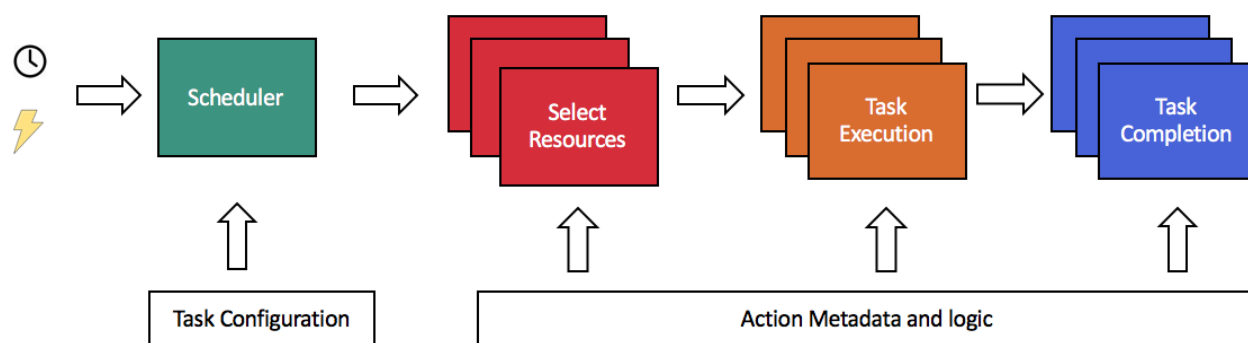 Scheduler
Select
Resources
Task
Execution
Task
Completion
Task Configuration
Action Metadata and logic